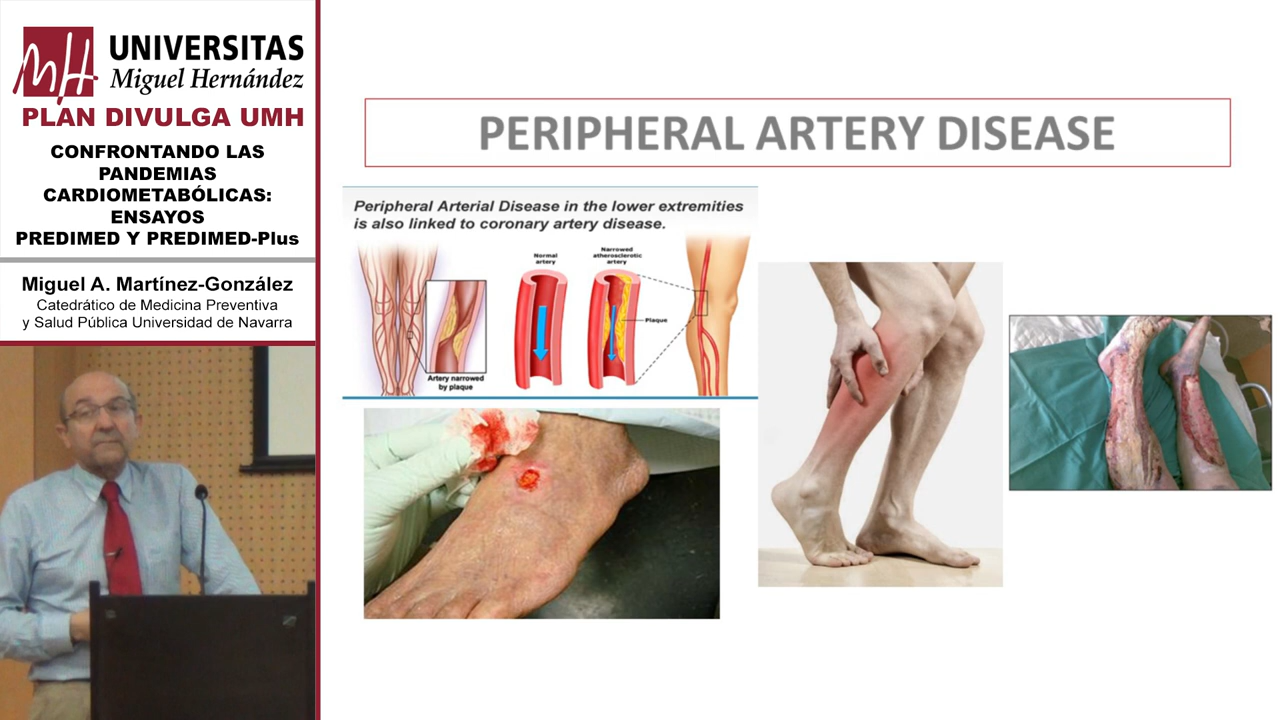 UNIVERSITAS
Miguel Hernández
PLAN DIVULGA UMH
CONFRONTANDO LAS
PANDEMIAS
CARDIOMETABÓLICAS:
ENSAYOS
PREDIMED Y PREDIMED-Plus
Miguel A. Martínez-González
Catedrático de Medicina Preventiva
y Salud Pública Universidad de Navarra
PERIPHERAL ARTERY DISEASE
Peripheral Arterial Disease in the lower extremities
is also linked to coronary artery disease.
Normal
artery
Narrowed
atherosclerotic
artery
Plaque
Artery narrowed
by plaque